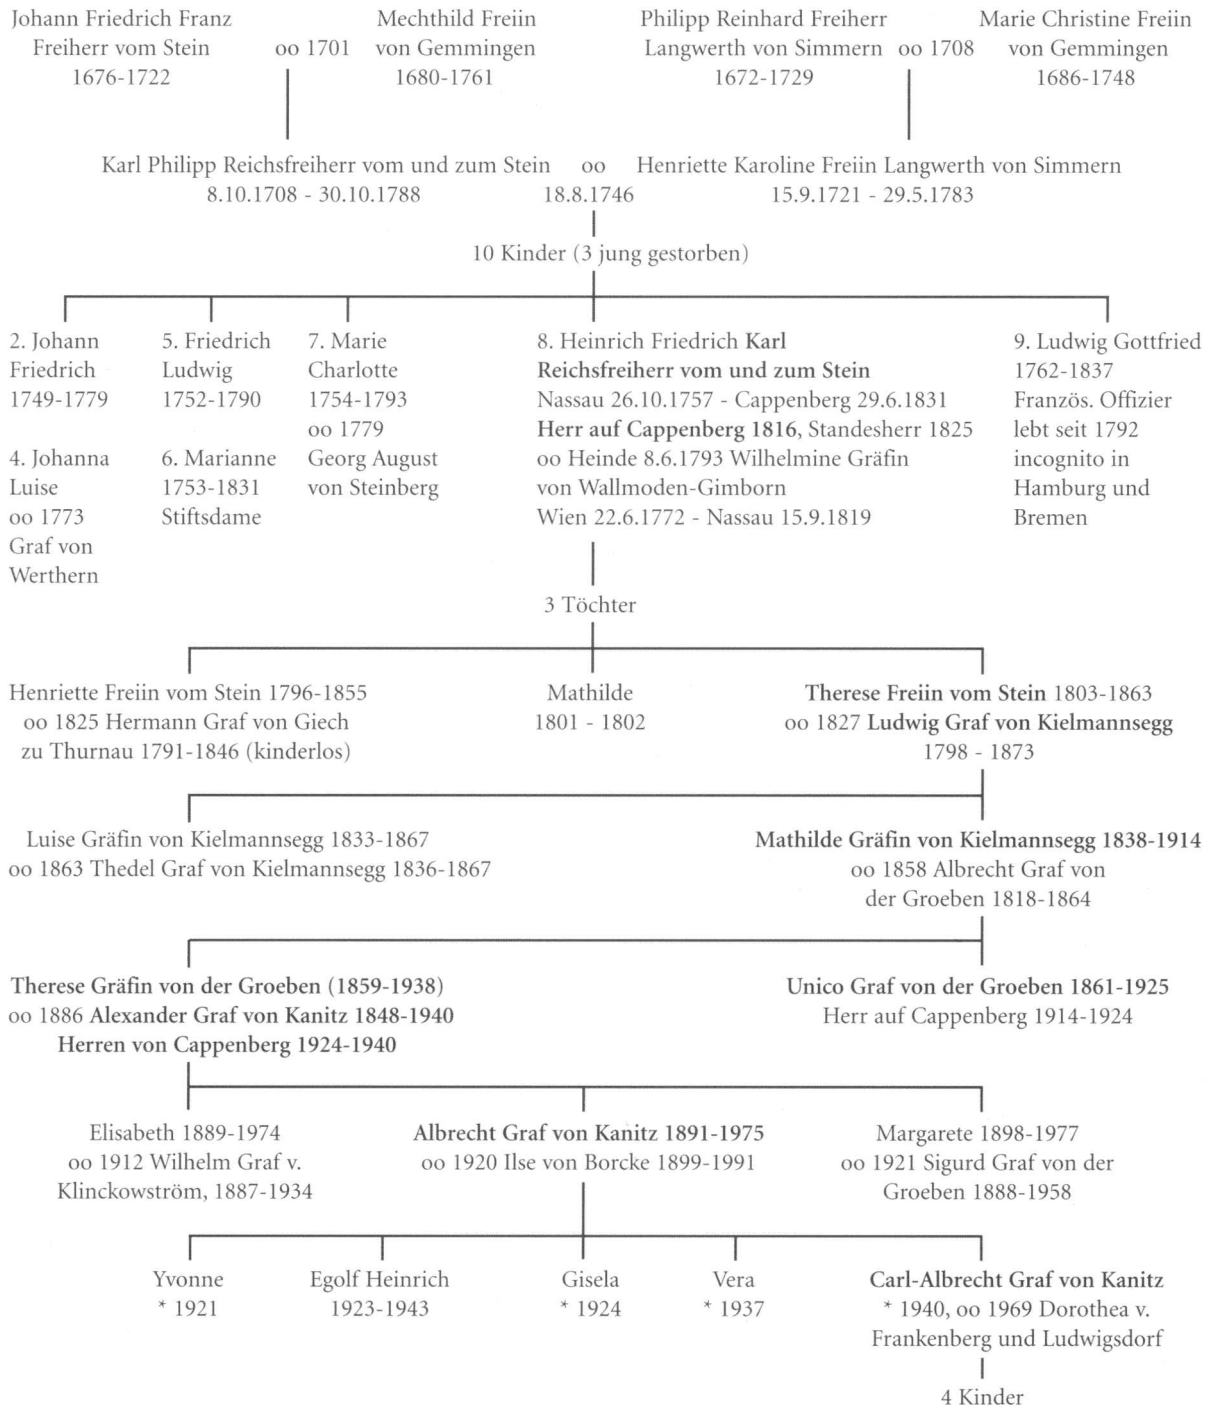 Johann Friedrich Franz
Freiherr vom Stein
1676-1722
oo 1701
Mechthild Freiin
von Gemmingen
1680-1761
Philipp Reinhard Freiherr
Langwerth von Simmern
1672-1729
oo 1708
Marie Christine Freiin
von Gemmingen
1686-1748
Karl Philipp Reichsfreiherr vom und zum Stein
8.10.1708 - 30.10.1788
oo
18.8.1746
Henriette Karoline Freiin Langwerth von Simmern
15.9.1721 - 29.5.1783
10 Kinder (3 jung gestorben)
2. Johann
Friedrich
1749-1779
4. Johanna
Luise
oo 1773
Graf von
Werthern
5. Friedrich
Ludwig
1752-1790
6. Marianne
1753-1831
Stiftsdame
7. Marie
Charlotte
1754-1793
oo 1779
Georg August
von Steinberg
8. Heinrich Friedrich Karl
Reichsfreiherr vom und zum Stein
Nassau 26.10.1757 - Cappenberg 29.6.1831
Herr auf Cappenberg 1816, Standesherr 1825
oo Heinde 8.6.1793 Wilhelmine Gräfin
von Wallmoden-Gimborn
Wien 22.6.1772 - Nassau 15.9.1819
9. Ludwig Gottfried
1762-1837
Französ. Offizier
lebt seit 1792
incognito in
Hamburg und
Bremen
3 Töchter
Henriette Freiin vom Stein 1796-1855
oo 1825 Hermann Graf von Giech
zu Thurnau 1791-1846 (kinderlos)
Mathilde
1801 - 1802
Therese Freiin vom Stein 1803-1863
oo 1827 Ludwig Graf von Kielmannsegg
1798 - 1873
Luise Gräfin von Kielmannsegg 1833-1867
oo 1863 Thedel Graf von Kielmannsegg 1836-1867
Mathilde Gräfin von Kielmannsegg 1838-1914
oo 1858 Albrecht Graf von
der Groeben 1818-1864
Therese Gräfin von der Groeben (1859-1938)
oo 1886 Alexander Graf von Kanitz 1848-1940
Herren von Cappenberg 1924-1940
Unico Graf von der Groeben 1861-1925
Herr auf Cappenberg 1914-1924
Elisabeth 1889-1974
oo 1912 Wilhelm Graf v.
Klinckowström, 1887-1934
Albrecht Graf von Kanitz 1891-1975
oo 1920 Ilse von Borcke 1899-1991
Margarete 1898-1977
oo 1921 Sigurd Graf von der
Groeben 1888-1958
Yvonne
* 1921
Egolf Heinrich
1923-1943
Gisela
* 1924
Vera
* 1937
Carl-Albrecht Graf von Kanitz
* 1940, oo 1969 Dorothea v.
Frankenberg und Ludwigsdorf
4 Kinder